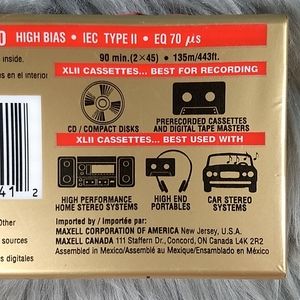 HIGH BIAS • IEC TYPE II • EQ 70 µs
inside.
90 min. (2×45) • 135m/443ft.
XLII CASSETTES... BEST FOR RECORDING
os en el interior
CD / COMPACT DISKS
PRERECORDED CASSETTES
AND DIGITAL TAPE MASTERS
XLII CASSETTES... BEST USED WITH
41 2
HIGH PERFORMANCE
HOME STEREO SYSTEMS
HIGH END
PORTABLES
CAR STEREO
SYSTEMS
Other
sources
Imported by / Importée par:
MAXELL CORPORATION OF AMERICA New Jersey, U.S.A.
MAXELL CANADA 111 Staffern Dr., Concord, ON Canada L4K 2R2
Assembled in Mexico/Assemblé au Mexique/Ensamblado en México